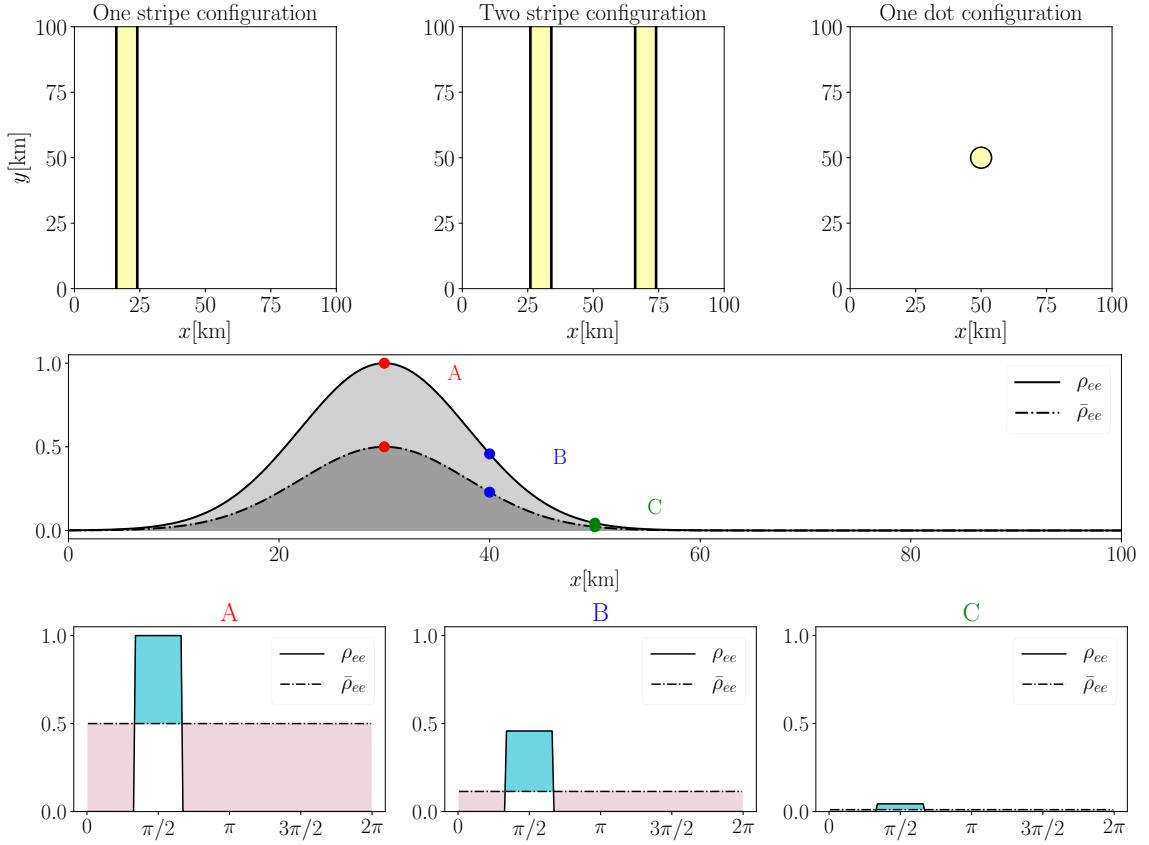 One stripe configuration
Two stripe configuration
One dot configuration
100
75
50
25
0
y[km]
0 25 50 75 100
x[km]
100
75
50
25
0
0 25 50 75 100
x[km]
100
75
50
25
0
0 25 50 75 100
x[km]
1.0
0.5
0.0
A
B
C
ρee
ρ̄ee
0 20 40 60 80 100
x[km]
A
1.0
0.5
0.0
ρee
ρ̄ee
0 π/2 π 3π/2 2π
B
1.0
0.5
0.0
ρee
ρ̄ee
0 π/2 π 3π/2 2π
C
1.0
0.5
0.0
ρee
ρ̄ee
0 π/2 π 3π/2 2π